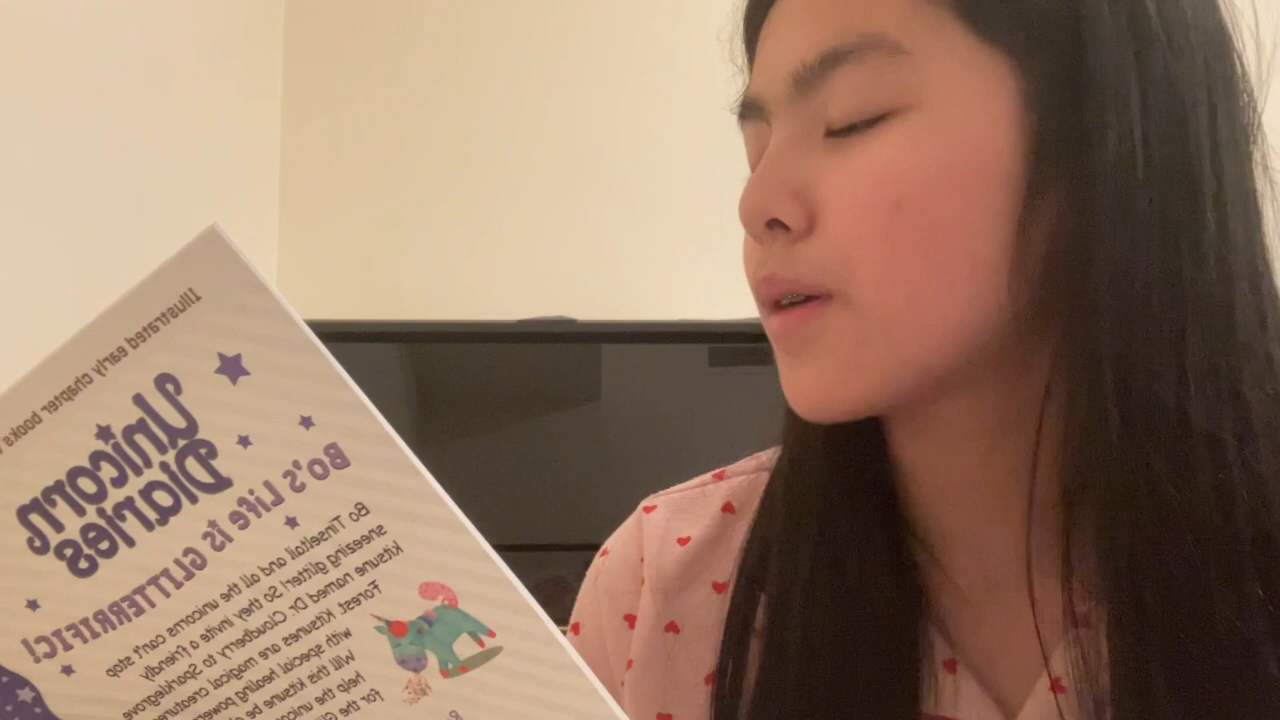 Illustrated early chapter books
Unicorn
Diaries
Bo's Life is GLITTERRIFIC!
Bo Tinseltail and all the unicorns can't stop
sneezing glitter! So they invite a friendly
kitsune named Dr. Cloudberry to Sparklegrove
Forest. Kitsunes are magical creatures
with special healing powers
Will this kitsune be
help the unicorns
for the